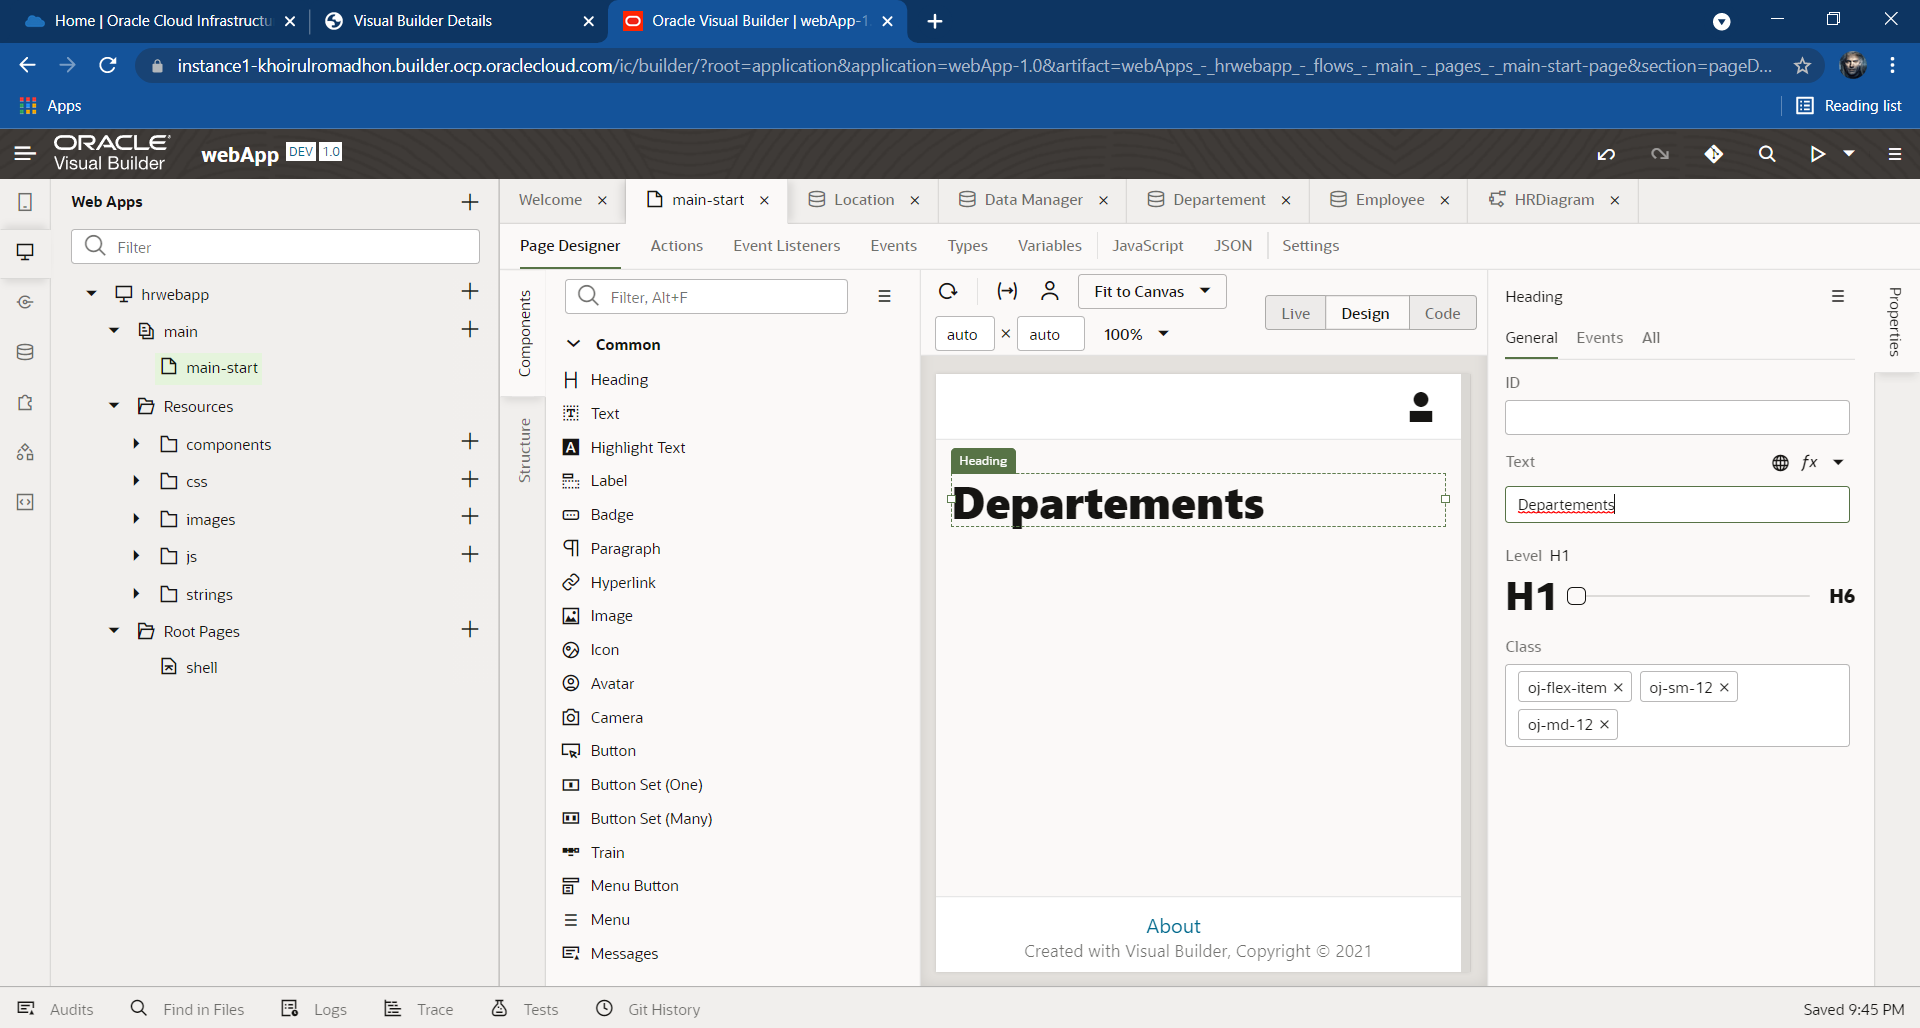 Home | Oracle Cloud Infrastructu
Visual Builder Details
Oracle Visual Builder | webApp-1
instance1-khoirulromadhon.builder.ocp.oraclecloud.com/ic/builder/?root=application&application=webApp-1.0&artifact=webApps_-_hrwebapp_-_flows_-_main_-_pages_-_main-start-page&section=pageD...
Apps
Reading list
ORACLE
Visual Builder
webApp DEV 1.0
Web Apps
Filter
hrwebapp
main
main-start
Resources
components
css
images
js
strings
Root Pages
shell
Welcome
main-start
Location
Data Manager
Departement
Employee
HRDiagram
Page Designer
Actions
Event Listeners
Events
Types
Variables
JavaScript
JSON
Settings
Components
Structure
Filter, Alt+F
Common
Heading
Text
Highlight Text
Label
Badge
Paragraph
Hyperlink
Image
Icon
Avatar
Camera
Button
Button Set (One)
Button Set (Many)
Train
Menu Button
Menu
Messages
Fit to Canvas
auto × auto
100%
Live
Design
Code
Heading
Departements
About
Created with Visual Builder, Copyright © 2021
Heading
General
Events
All
ID
Text
fx
Departements
Level H1
H1
H6
Class
oj-flex-item
oj-sm-12
oj-md-12
Properties
Audits
Find in Files
Logs
Trace
Tests
Git History
Saved 9:45 PM